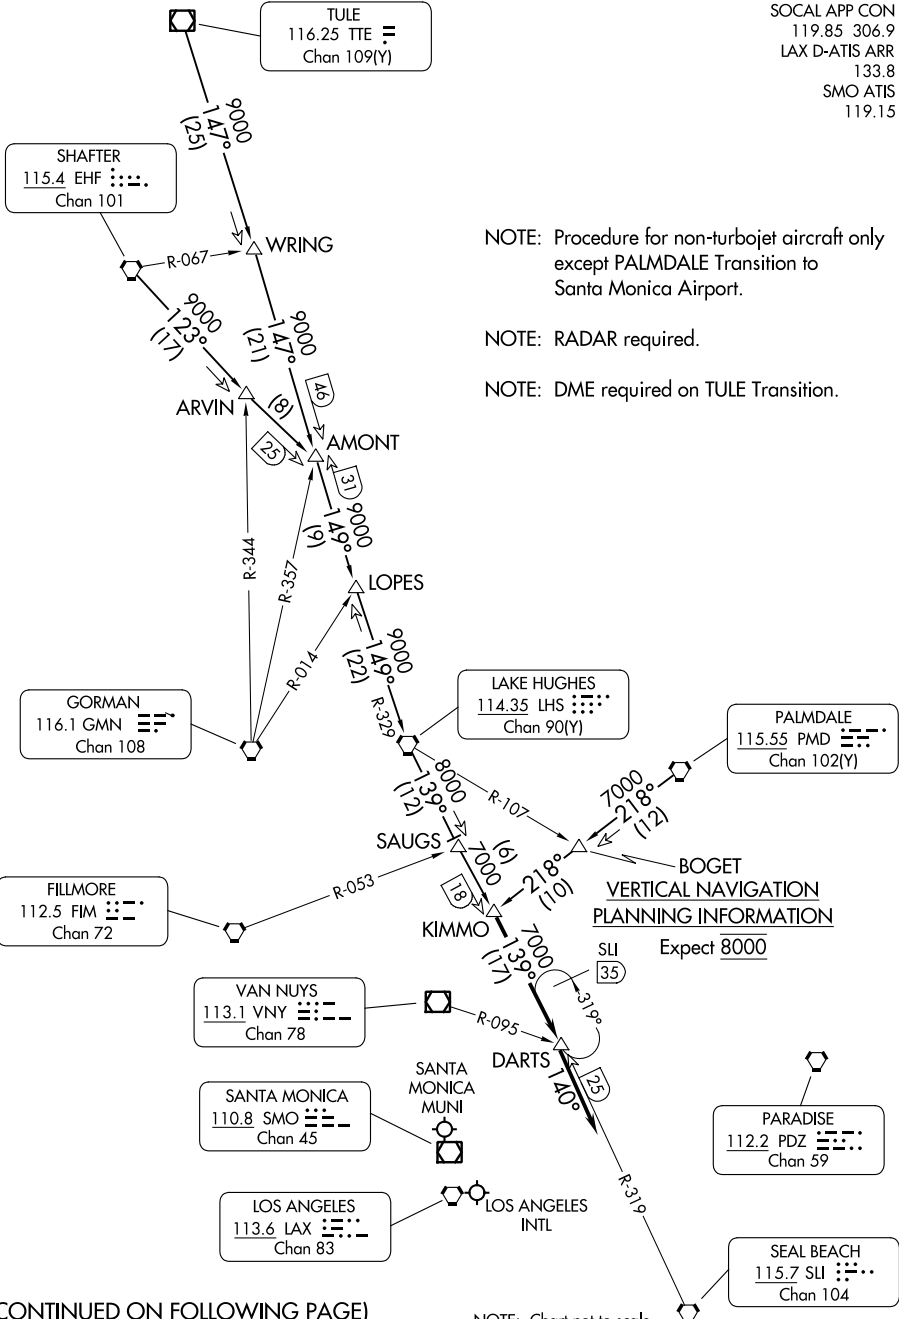 TULE
116.25 TTE
Chan 109(Y)
SOCAL APP CON
119.85 306.9
LAX D-ATIS ARR
133.8
SMO ATIS
119.15
9000
147°
(25)
SHAFTER
115.4 EHF
Chan 101
R-067
WRING
NOTE: Procedure for non-turbojet aircraft only
except PALMDALE Transition to
Santa Monica Airport.
NOTE: RADAR required.
NOTE: DME required on TULE Transition.
9000
123°
(17)
9000
147°
(21)
46
ARVIN
(8)
25
AMONT
31
9000
149°
(9)
R-344
R-357
R-014
LOPES
9000
149°
(22)
R-329
GORMAN
116.1 GMN
Chan 108
LAKE HUGHES
114.35 LHS
Chan 90(Y)
PALMDALE
115.55 PMD
Chan 102(Y)
8000
139°
(12)
R-107
7000
218°
(12)
SAUGS
(6)
7000
18
218°
(10)
BOGET
VERTICAL NAVIGATION
PLANNING INFORMATION
Expect 8000
FILLMORE
112.5 FIM
Chan 72
R-053
KIMMO
7000
139°
(17)
SLI
35
319°
VAN NUYS
113.1 VNY
Chan 78
R-095
DARTS
25
140°
SANTA
MONICA
MUNI
SANTA MONICA
110.8 SMO
Chan 45
PARADISE
112.2 PDZ
Chan 59
R-319
LOS ANGELES
113.6 LAX
Chan 83
LOS ANGELES
INTL
SEAL BEACH
115.7 SLI
Chan 104
CONTINUED ON FOLLOWING PAGE)
NOTE: Chart not to scale